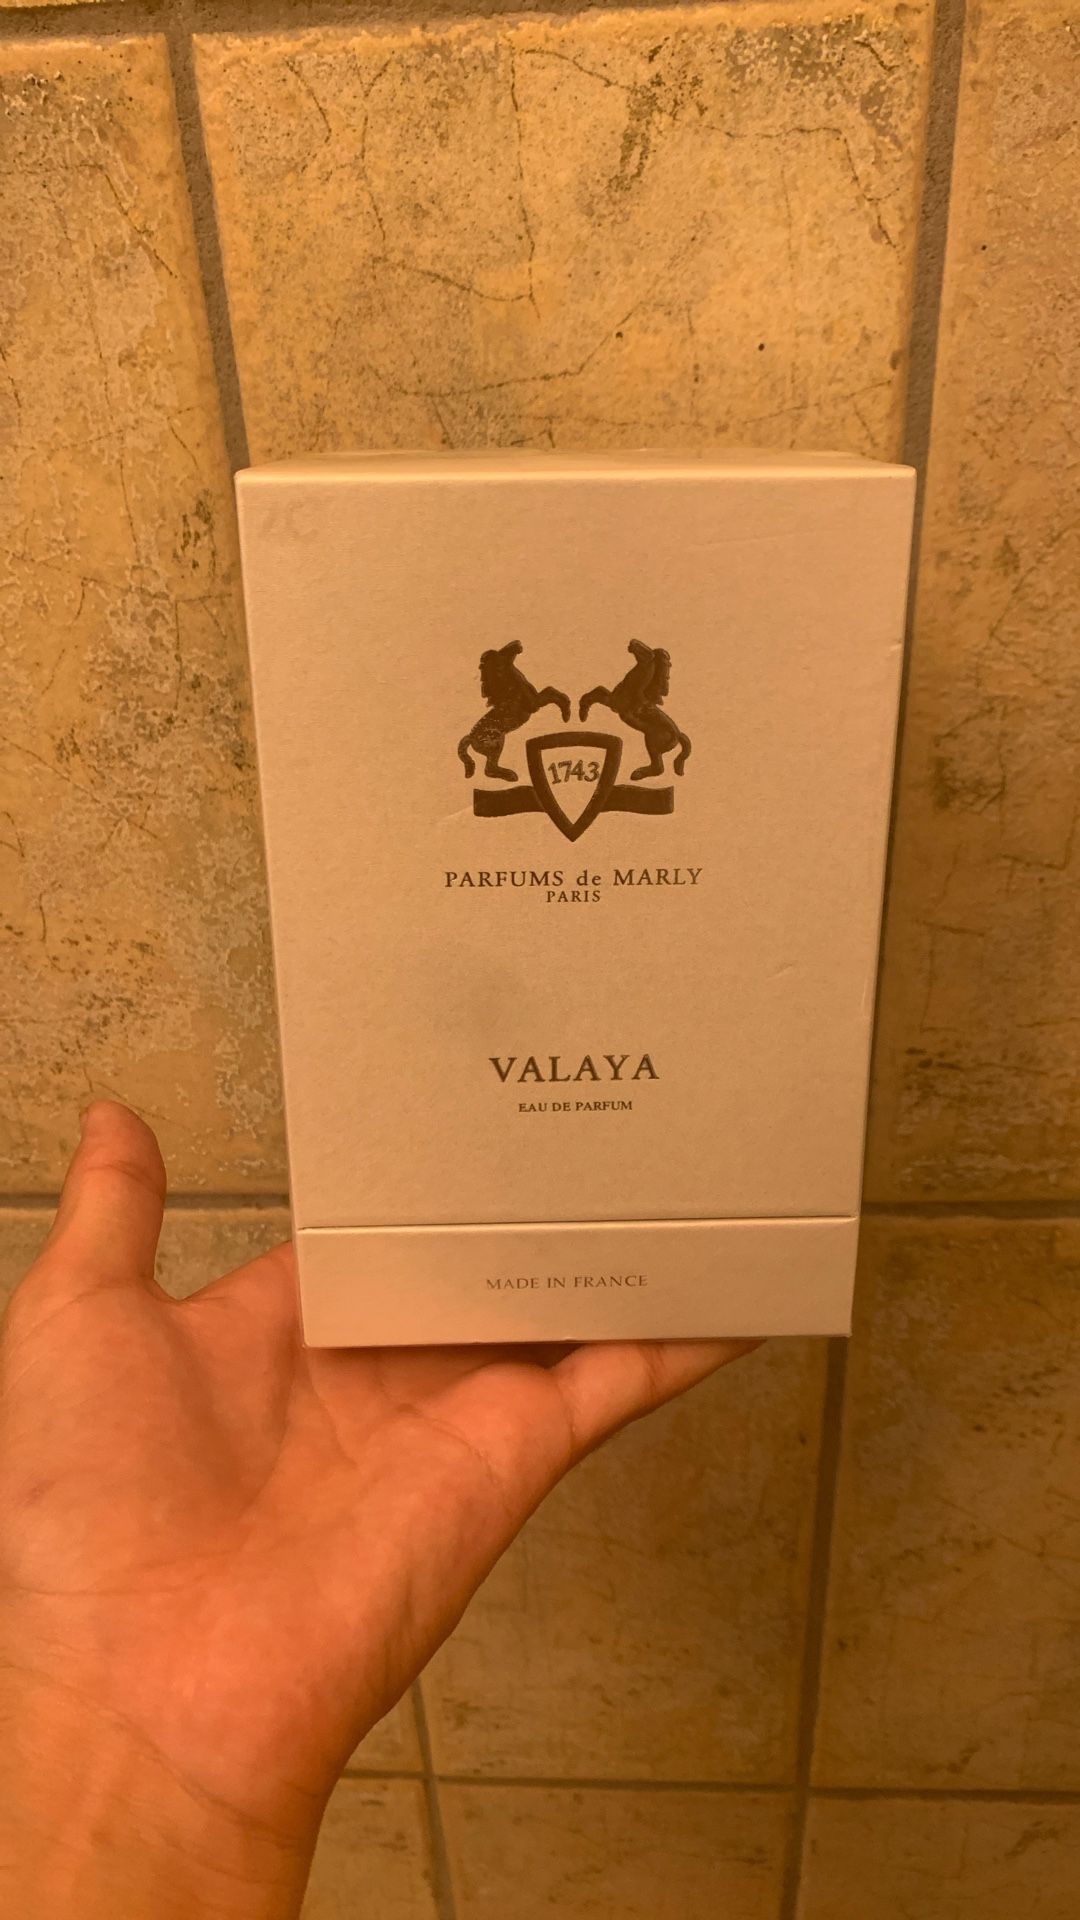 1743
PARFUMS de MARLY
PARIS
VALAYA
EAU DE PARFUM
MADE IN FRANCE